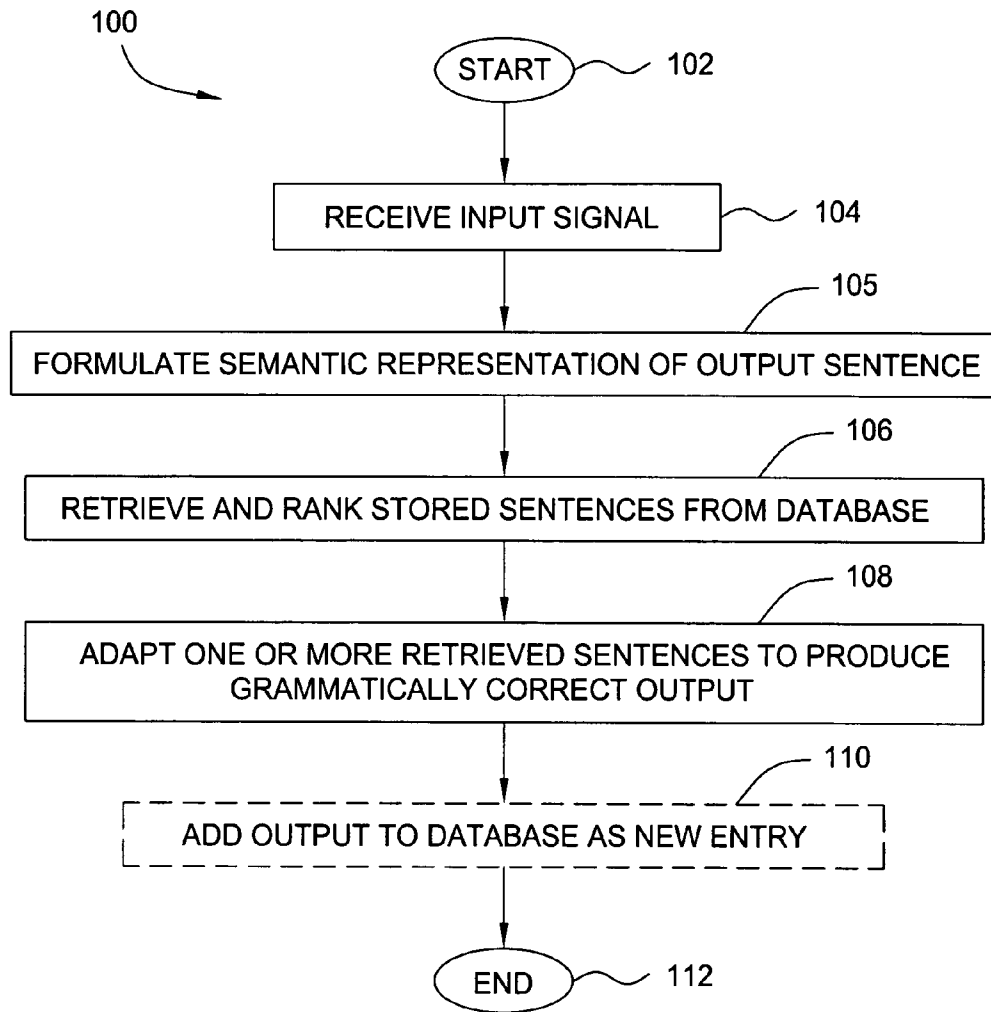 100
START
102
RECEIVE INPUT SIGNAL
104
105
FORMULATE SEMANTIC REPRESENTATION OF OUTPUT SENTENCE
106
RETRIEVE AND RANK STORED SENTENCES FROM DATABASE
108
ADAPT ONE OR MORE RETRIEVED SENTENCES TO PRODUCE
GRAMMATICALLY CORRECT OUTPUT
110
ADD OUTPUT TO DATABASE AS NEW ENTRY
END
112